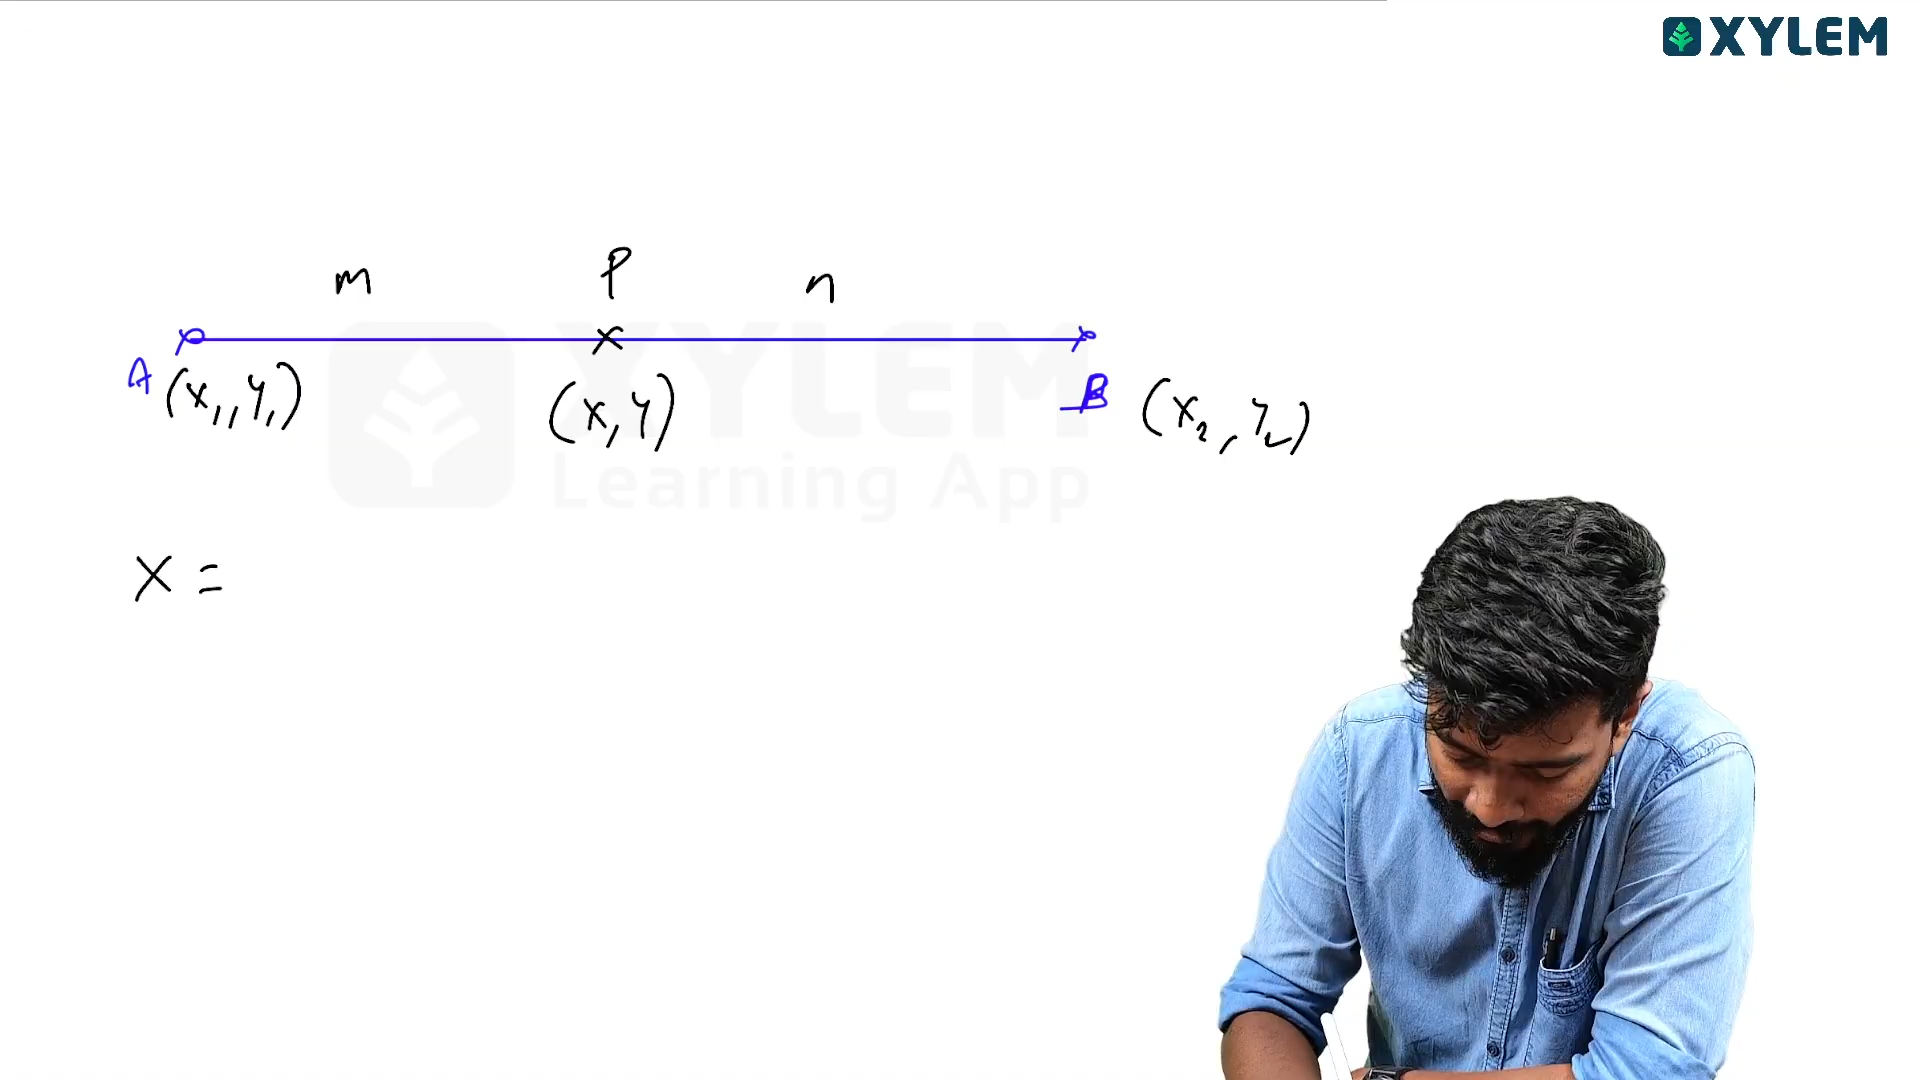 XYLEM
m P n
A (x₁, y₁) (x, y) B (x₂, y₂)
XYLEM
Learning App
x =